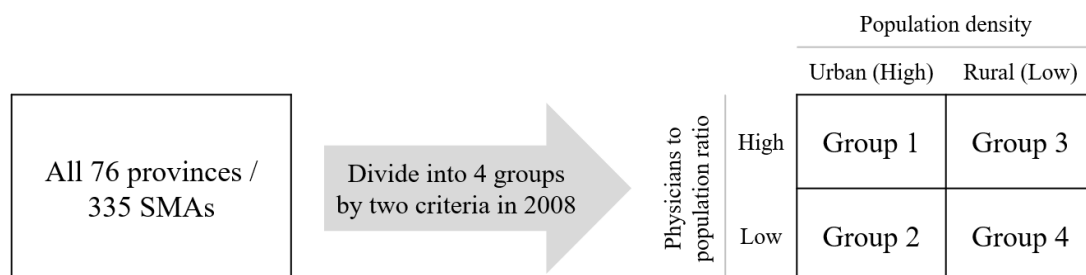 All 76 provinces /
335 SMAs
Divide into 4 groups
by two criteria in 2008
Population density
Urban (High) Rural (Low)
Physicians to
population ratio
High Group 1 Group 3
Low Group 2 Group 4